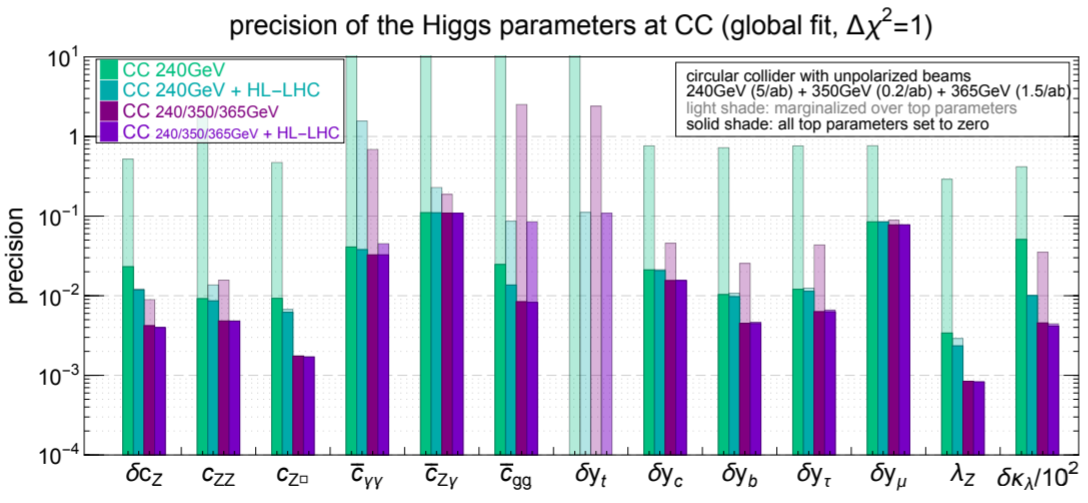 precision of the Higgs parameters at CC (global fit, Δχ²=1)
10¹
1
10⁻¹
10⁻²
10⁻³
10⁻⁴
precision
CC 240GeV
CC 240GeV + HL-LHC
CC 240/350/365GeV
CC 240/350/365GeV + HL-LHC
circular collider with unpolarized beams
240GeV (5/ab) + 350GeV (0.2/ab) + 365GeV (1.5/ab)
light shade: marginalized over top parameters
solid shade: all top parameters set to zero
δc_Z c_ZZ c_Z□ c̅_γγ c̅_Zγ c̅_gg δy_t δy_c δy_b δy_τ δy_μ λ_Z δκ_λ/10²